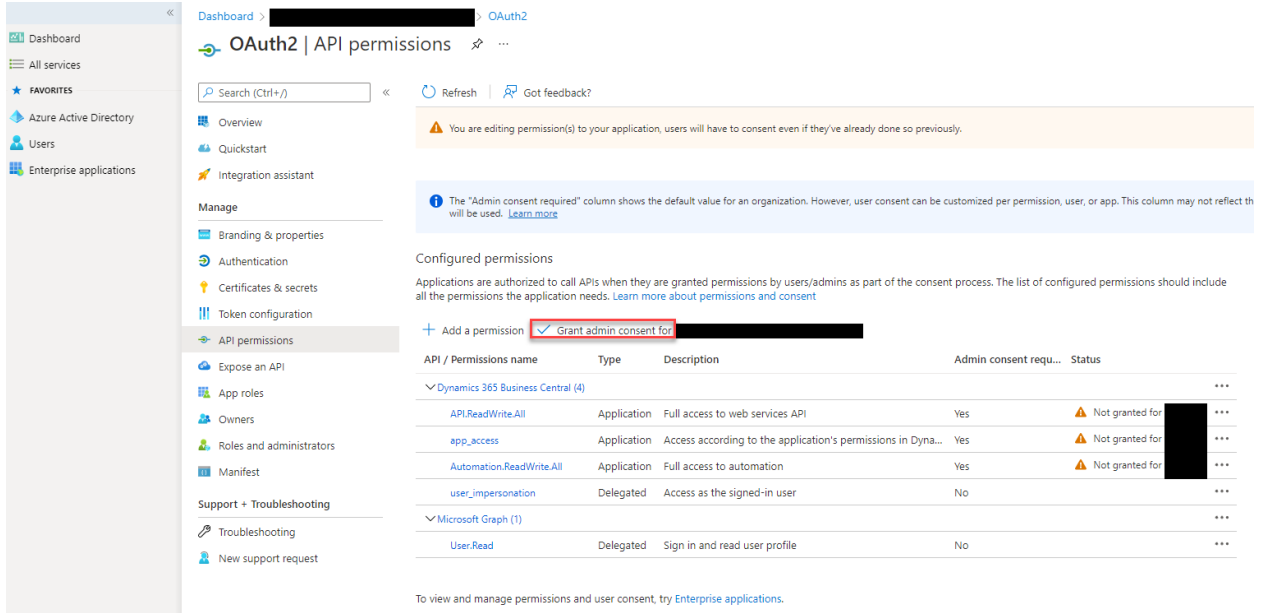 Dashboard > > OAuth2
OAuth2 | API permissions
Dashboard
All services
FAVORITES
Azure Active Directory
Users
Enterprise applications
Search (Ctrl+/)
Overview
Quickstart
Integration assistant
Manage
Branding & properties
Authentication
Certificates & secrets
Token configuration
API permissions
Expose an API
App roles
Owners
Roles and administrators
Manifest
Support + Troubleshooting
Troubleshooting
New support request
Refresh Got feedback?
You are editing permission(s) to your application, users will have to consent even if they've already done so previously.
The "Admin consent required" column shows the default value for an organization. However, user consent can be customized per permission, user, or app. This column may not reflect th
will be used. Learn more
Configured permissions
Applications are authorized to call APIs when they are granted permissions by users/admins as part of the consent process. The list of configured permissions should include
all the permissions the application needs. Learn more about permissions and consent
Add a permission Grant admin consent for
API / Permissions name Type Description Admin consent requ... Status
Dynamics 365 Business Central (4)
API.ReadWrite.All Application Full access to web services API Yes Not granted for
app_access Application Access according to the application's permissions in Dyna... Yes Not granted for
Automation.ReadWrite.All Application Full access to automation Yes Not granted for
user_impersonation Delegated Access as the signed-in user No
Microsoft Graph (1)
User.Read Delegated Sign in and read user profile No
To view and manage permissions and user consent, try Enterprise applications.